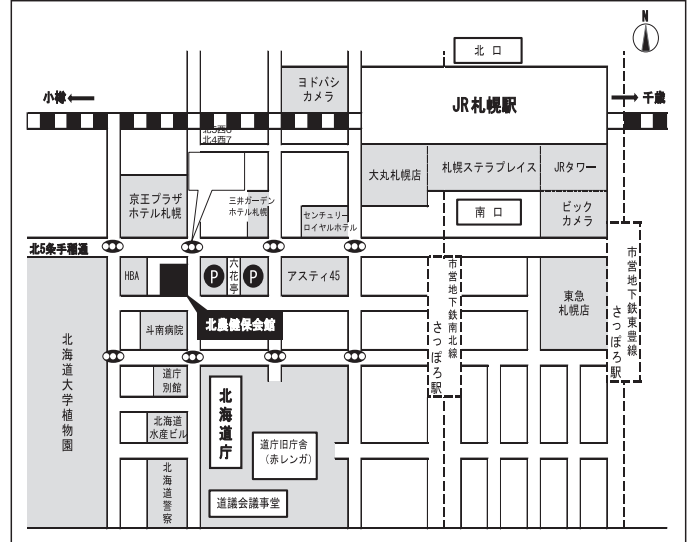 N
北 口
ヨドバシ
カメラ
小樽
JR札幌駅
千歳
北4西7
大丸札幌店
札幌ステラプレイス
JRタワー
京王プラザ
ホテル札幌
三井ガーデン
ホテル札幌
センチュリー
ロイヤルホテル
南 口
ビック
カメラ
北5条手稲通
HBA
P
六花亭
P
アスティ45
市営地下鉄南北線
さっぽろ駅
東急
札幌店
市営地下鉄東豊線
さっぽろ駅
北農健保会館
斗南病院
北海道大学植物園
道庁
別館
北海道庁
北海道
水産ビル
道庁旧庁舎
（赤レンガ）
北海道警察
道議会議事堂